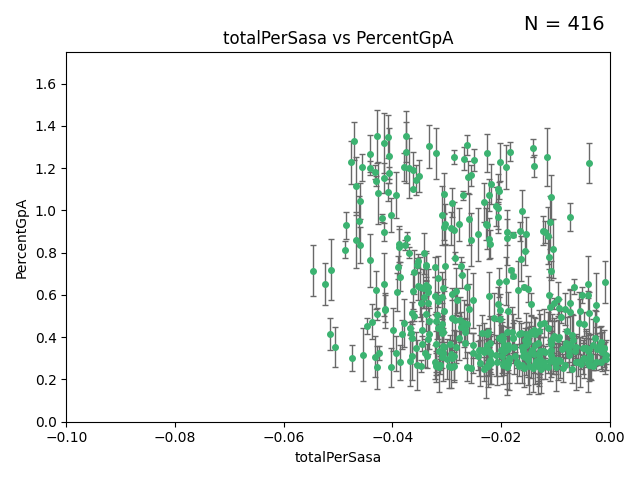 N = 416
totalPerSasa vs PercentGpA
PercentGpA
1.6
1.4
1.2
1.0
0.8
0.6
0.4
0.2
0.0
−0.10 −0.08 −0.06 −0.04 −0.02 0.00
totalPerSasa